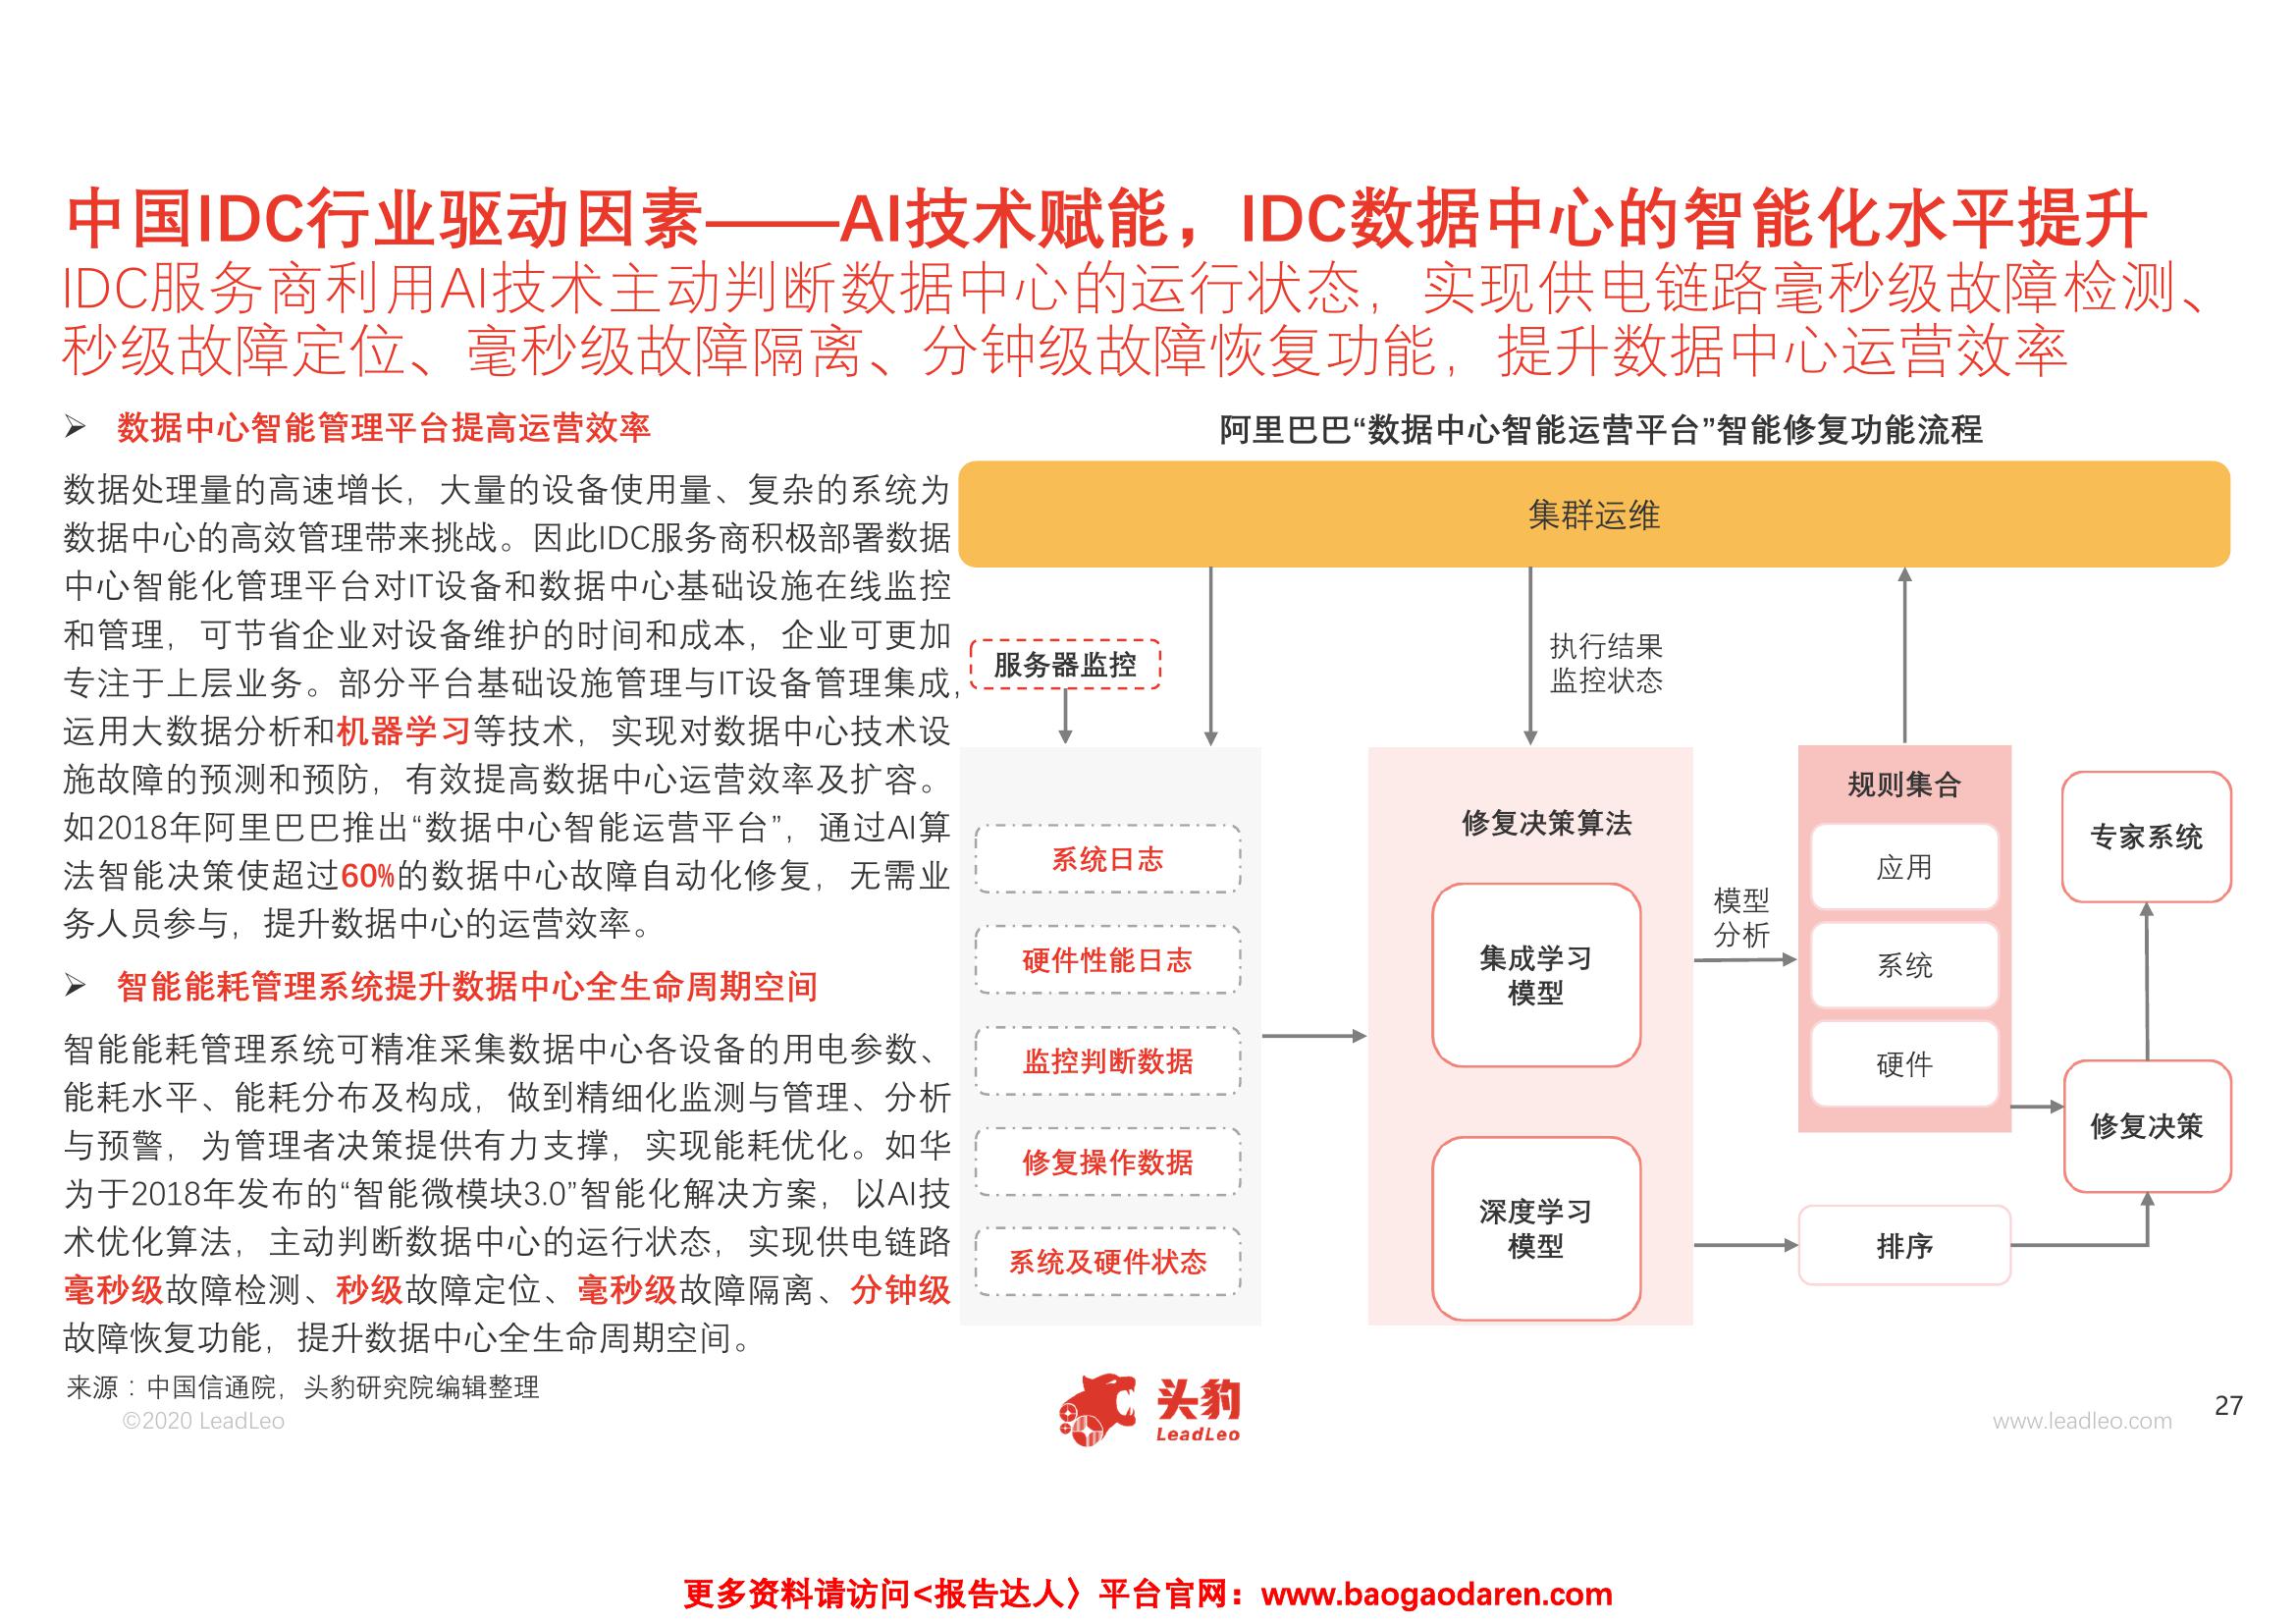 中国IDC行业驱动因素——AI技术赋能，IDC数据中心的智能化水平提升
IDC服务商利用AI技术主动判断数据中心的运行状态，实现供电链路毫秒级故障检测、
秒级故障定位、毫秒级故障隔离、分钟级故障恢复功能，提升数据中心运营效率
➢ 数据中心智能管理平台提高运营效率
数据处理量的高速增长，大量的设备使用量、复杂的系统为
数据中心的高效管理带来挑战。因此IDC服务商积极部署数据
中心智能化管理平台对IT设备和数据中心基础设施在线监控
和管理，可节省企业对设备维护的时间和成本，企业可更加
专注于上层业务。部分平台基础设施管理与IT设备管理集成，
运用大数据分析和机器学习等技术，实现对数据中心技术设
施故障的预测和预防，有效提高数据中心运营效率及扩容。
如2018年阿里巴巴推出“数据中心智能运营平台”，通过AI算
法智能决策使超过60%的数据中心故障自动化修复，无需业
务人员参与，提升数据中心的运营效率。
➢ 智能能耗管理系统提升数据中心全生命周期空间
智能能耗管理系统可精准采集数据中心各设备的用电参数、
能耗水平、能耗分布及构成，做到精细化监测与管理、分析
与预警，为管理者决策提供有力支撑，实现能耗优化。如华
为于2018年发布的“智能微模块3.0”智能化解决方案，以AI技
术优化算法，主动判断数据中心的运行状态，实现供电链路
毫秒级故障检测、秒级故障定位、毫秒级故障隔离、分钟级
故障恢复功能，提升数据中心全生命周期空间。
阿里巴巴“数据中心智能运营平台”智能修复功能流程
集群运维
服务器监控
执行结果
监控状态
系统日志
硬件性能日志
监控判断数据
修复操作数据
系统及硬件状态
修复决策算法
集成学习
模型
深度学习
模型
模型
分析
规则集合
应用
系统
硬件
排序
专家系统
修复决策
来源：中国信通院，头豹研究院编辑整理
©2020 LeadLeo
头豹
LeadLeo
www.leadleo.com
27
更多资料请访问<报告达人〉平台官网：www.baogaodaren.com